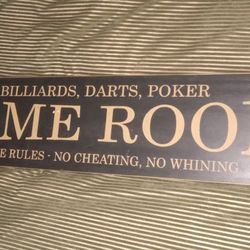 BILLIARDS, DARTS, POKER
ME ROO
E RULES - NO CHEATING, NO WHINING